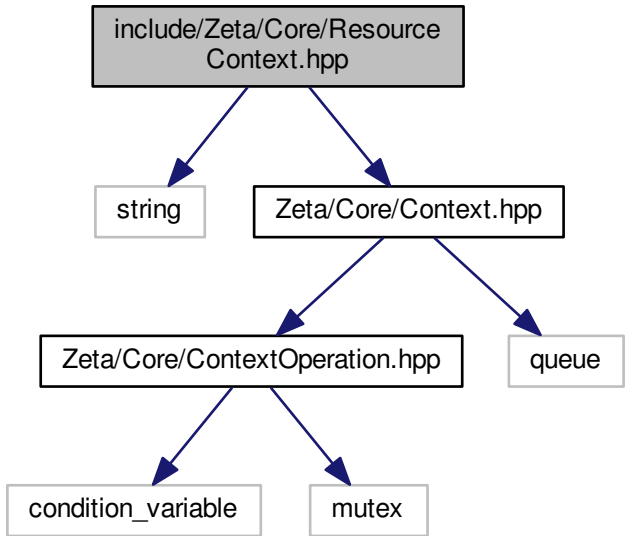 include/Zeta/Core/Resource
Context.hpp
string
Zeta/Core/Context.hpp
Zeta/Core/ContextOperation.hpp
queue
condition_variable
mutex